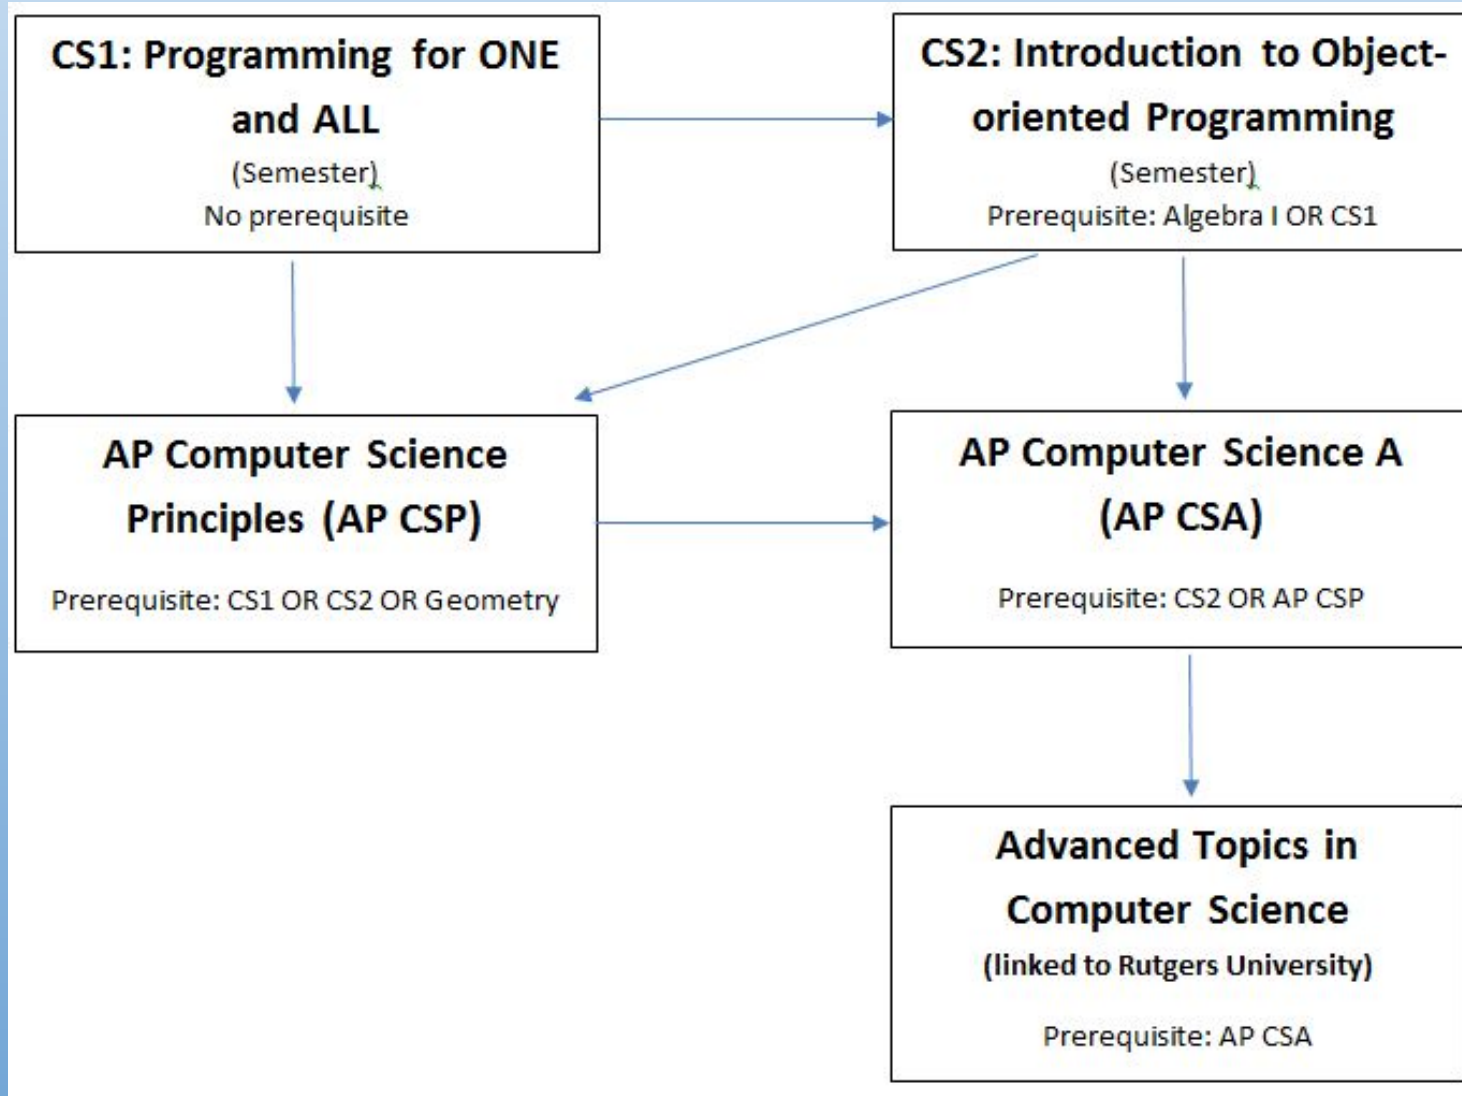 CS1: Programming for ONE
and ALL
(Semester)
No prerequisite
CS2: Introduction to Object-
oriented Programming
(Semester)
Prerequisite: Algebra I OR CS1
AP Computer Science
Principles (AP CSP)
Prerequisite: CS1 OR CS2 OR Geometry
AP Computer Science A
(AP CSA)
Prerequisite: CS2 OR AP CSP
Advanced Topics in
Computer Science
(linked to Rutgers University)
Prerequisite: AP CSA